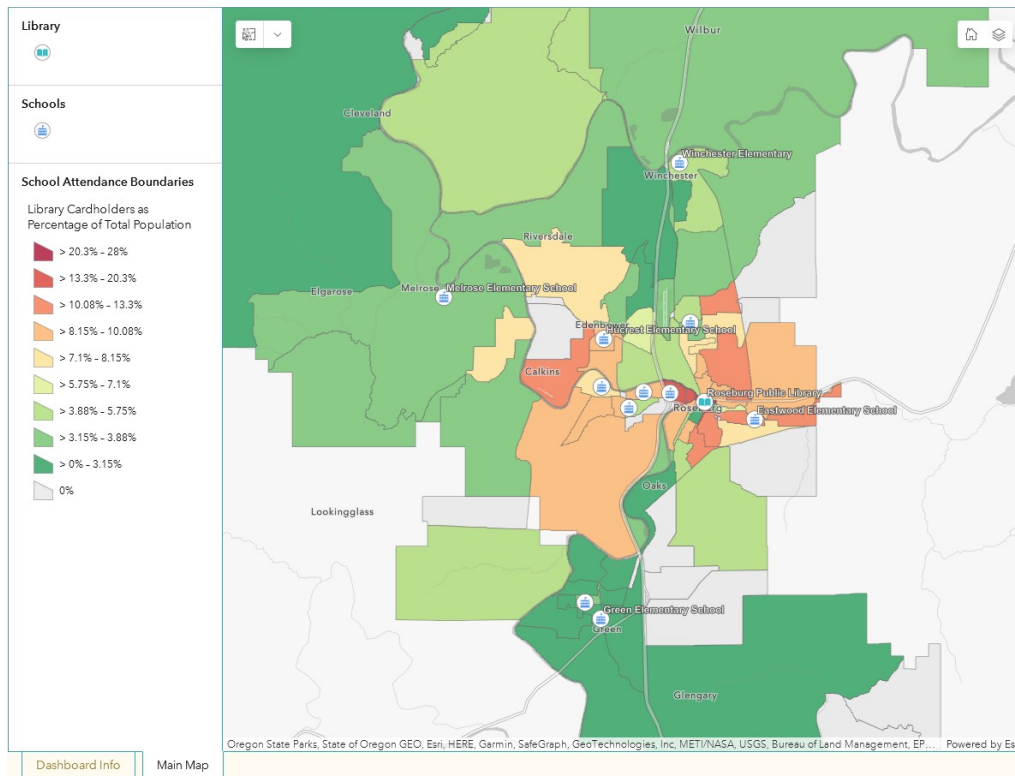 Library
Schools
School Attendance Boundaries
Library Cardholders as
Percentage of Total Population
> 20.3% - 28%
> 13.3% - 20.3%
> 10.08% - 13.3%
> 8.15% - 10.08%
> 7.1% - 8.15%
> 5.75% - 7.1%
> 3.88% - 5.75%
> 3.15% - 3.88%
> 0% - 3.15%
0%
Wilbur
Cleveland
Winchester Elementary
Winchester
Riversdale
Melrose
Melrose Elementary School
Elgarose
Edenbower
Hucrest Elementary School
Calkins
Roseburg Public Library
Roseburg
Eastwood Elementary School
Oaks
Lookingglass
Green Elementary School
Green
Glengary
Oregon State Parks, State of Oregon GEO, Esri, HERE, Garmin, SafeGraph, GeoTechnologies, Inc, METI/NASA, USGS, Bureau of Land Management, EP... Powered by Es
Dashboard Info
Main Map